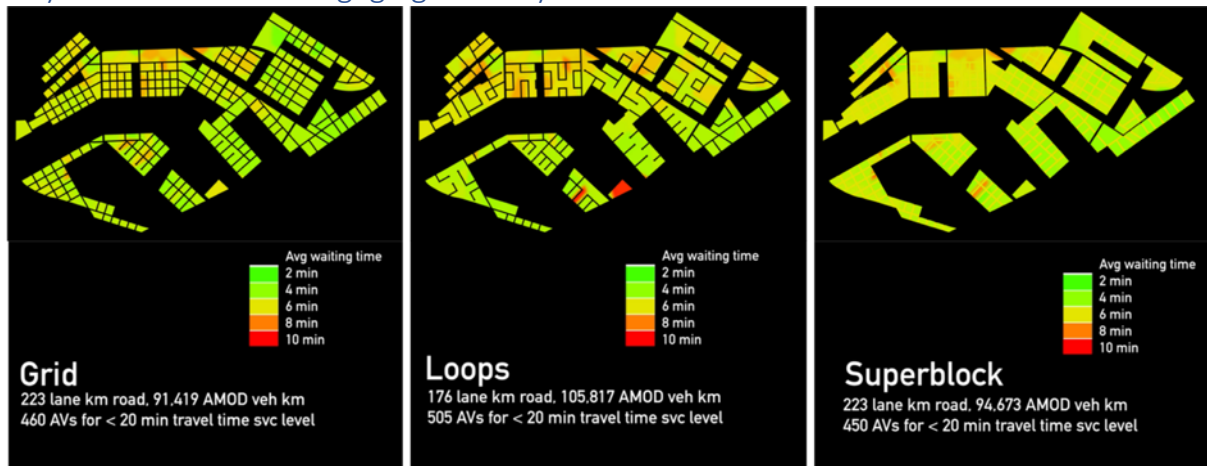 Avg waiting time
2 min
4 min
6 min
8 min
10 min
Grid
223 lane km road, 91,419 AMOD veh km
460 AVs for < 20 min travel time svc level
Avg waiting time
2 min
4 min
6 min
8 min
10 min
Loops
176 lane km road, 105,817 AMOD veh km
505 AVs for < 20 min travel time svc level
Avg waiting time
2 min
4 min
6 min
8 min
10 min
Superblock
223 lane km road, 94,673 AMOD veh km
450 AVs for < 20 min travel time svc level